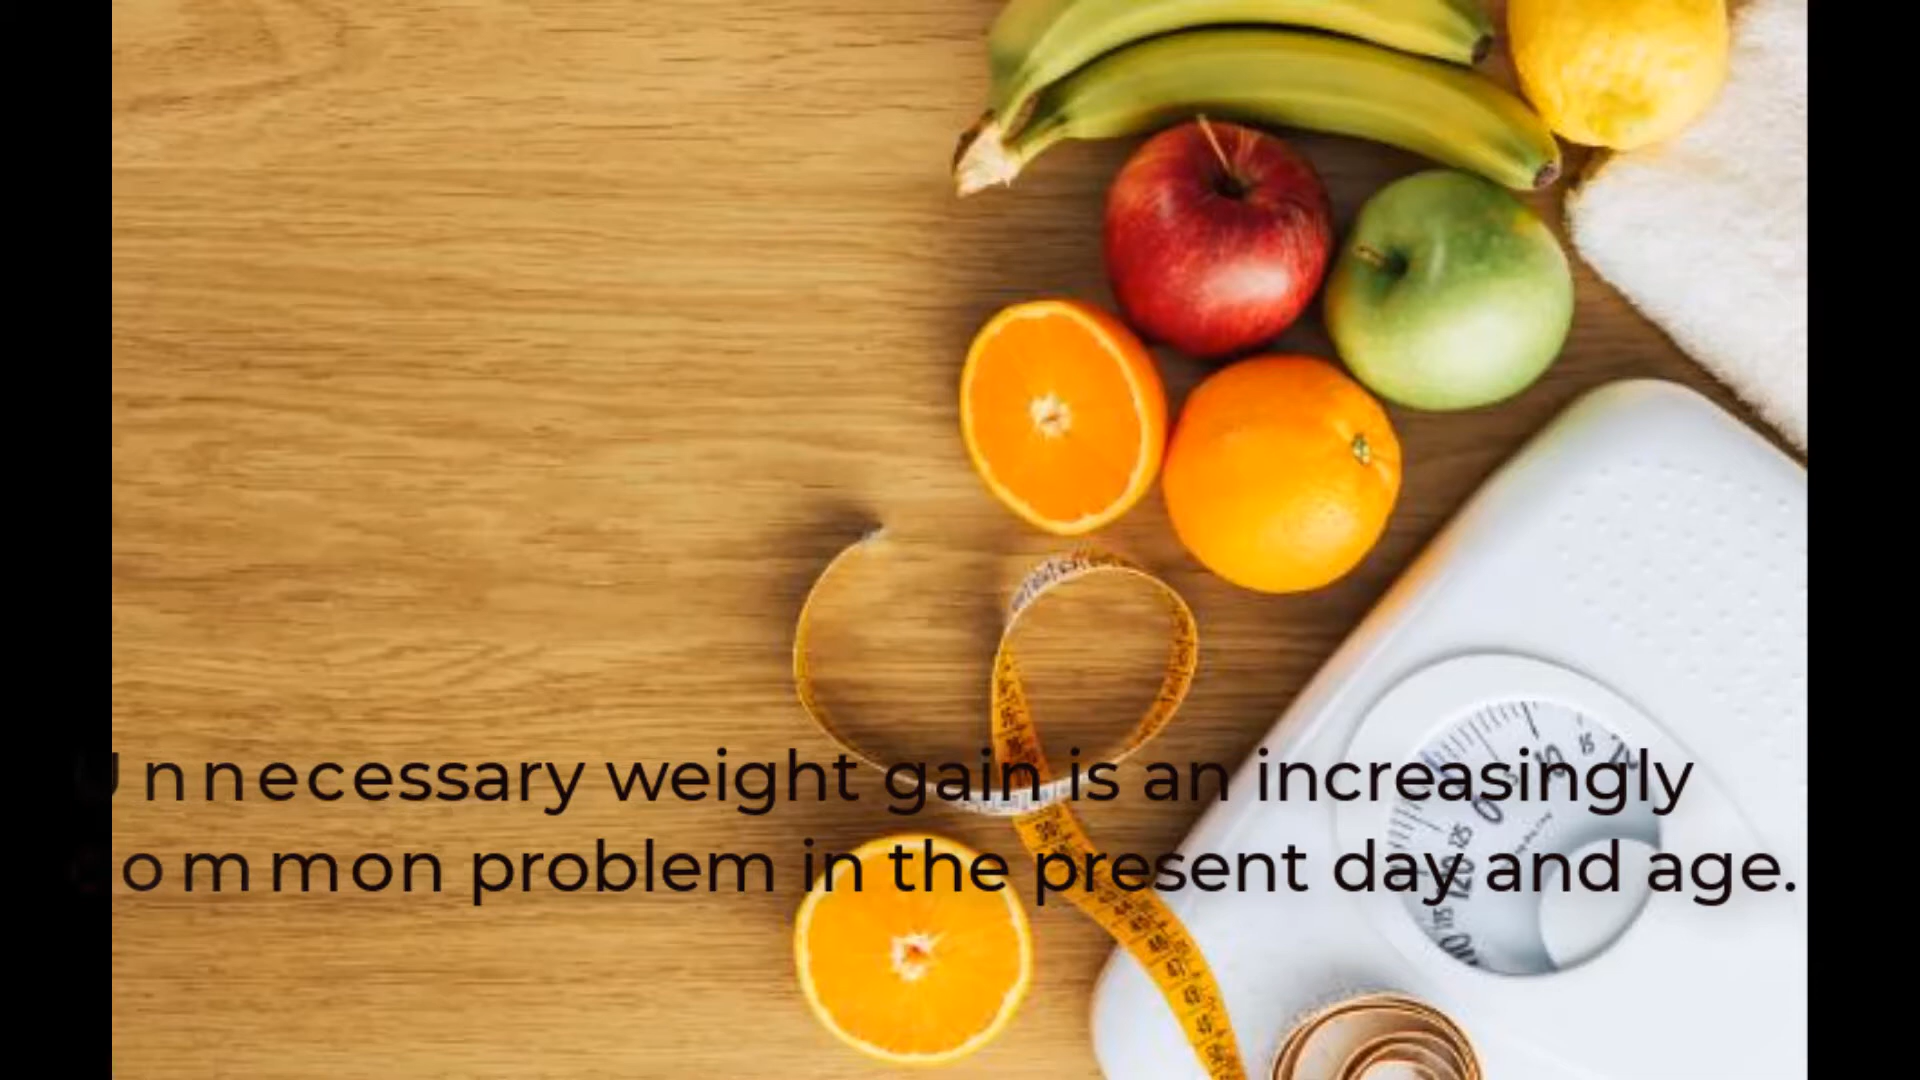 Unnecessary weight gain is an increasingly
common problem in the present day and age.